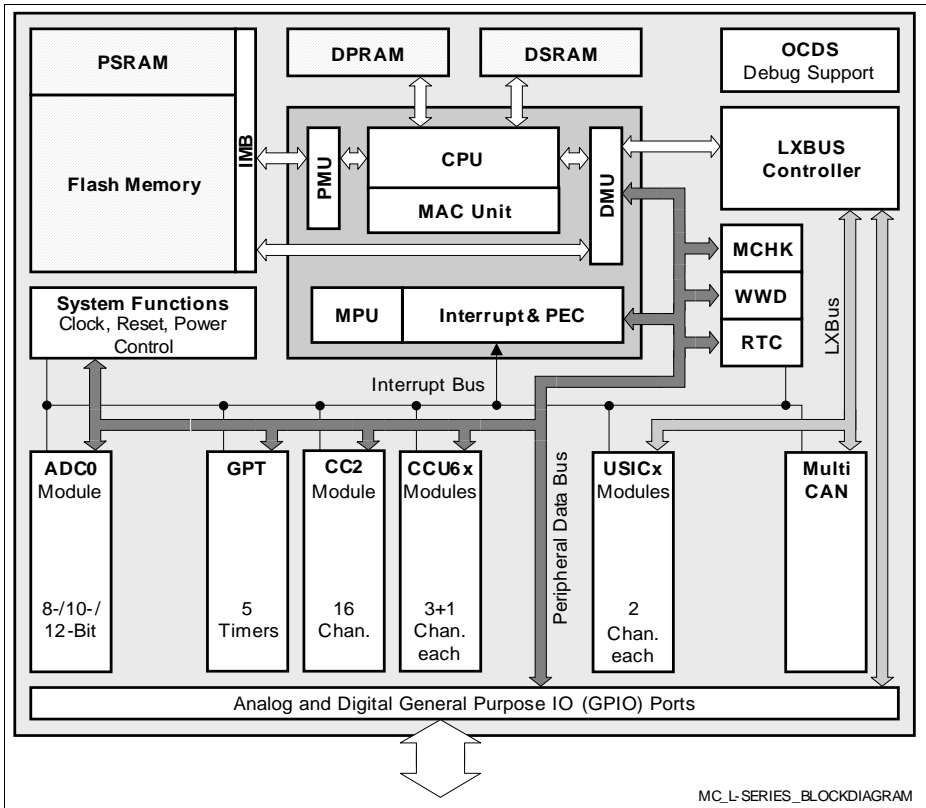 PSRAM
Flash Memory
IMB
DPRAM
DSRAM
OCDS
Debug Support
PMU
CPU
MAC Unit
DMU
LXBUS
Controller
MCHK
WWD
RTC
System Functions
Clock, Reset, Power
Control
MPU
Interrupt & PEC
Interrupt Bus
LXBus
Peripheral Data Bus
ADC0
Module
8-/10-/
12-Bit
GPT
5
Timers
CC2
Module
16
Chan.
CCU6x
Modules
3+1
Chan.
each
USICx
Modules
2
Chan.
each
Multi
CAN
Analog and Digital General Purpose IO (GPIO) Ports
MC_L-SERIES_BLOCKDIAGRAM